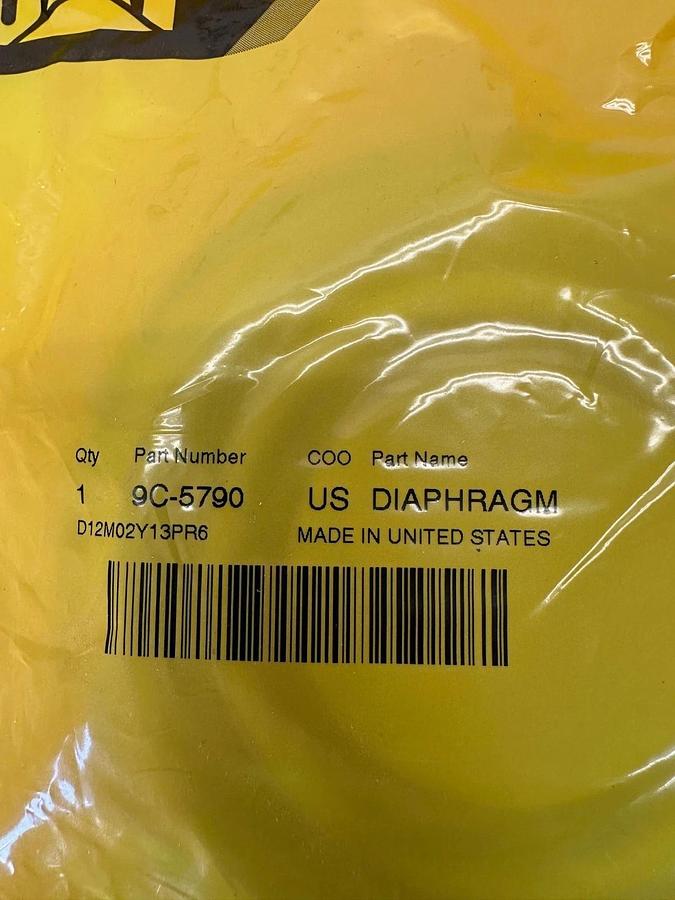 Qty Part Number COO Part Name
1 9C-5790 US DIAPHRAGM
D12M02Y13PR6 MADE IN UNITED STATES